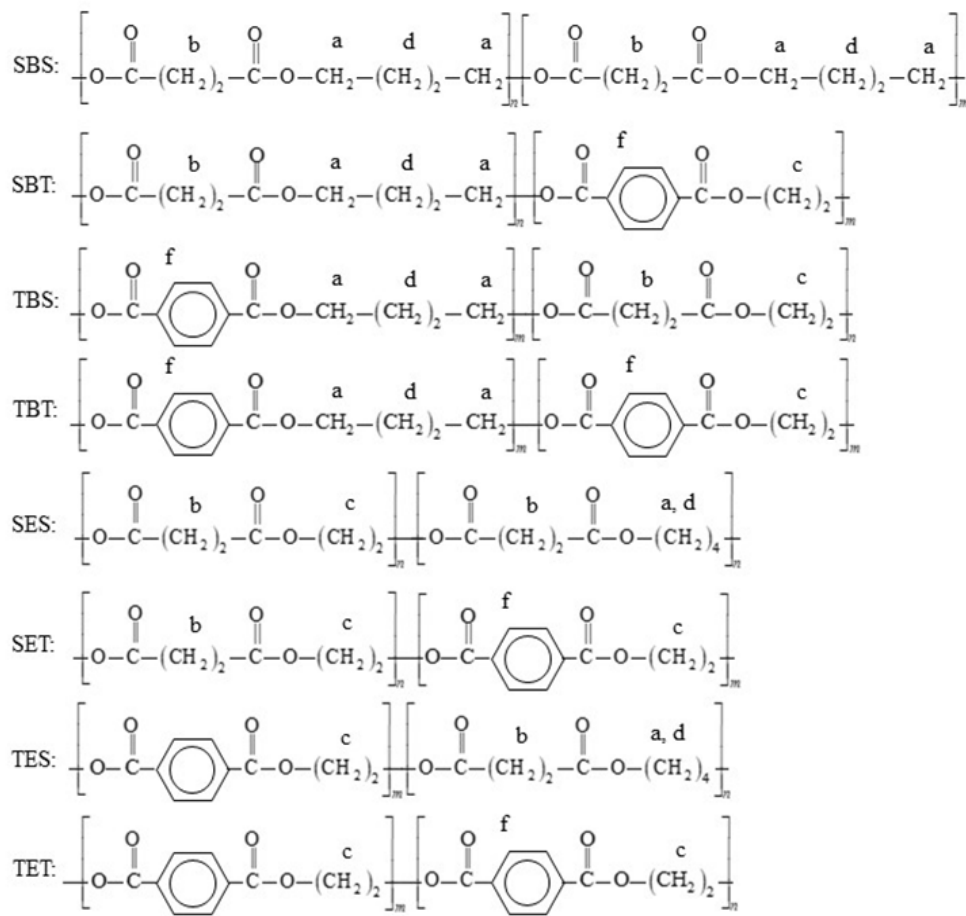 O b O a d a O b O a d a
SBS: –[–O–C–(CH₂)₂–C–O–CH₂–(CH₂)₂–CH₂–]n–[–O–C–(CH₂)₂–C–O–CH₂–(CH₂)₂–CH₂–]m
f
O b O a d a O O c
SBT: –[–O–C–(CH₂)₂–C–O–CH₂–(CH₂)₂–CH₂–]n–[–O–C– –C–O–(CH₂)₂–]m
f
O O a d a O b O c
TBS: –[–O–C– –C–O–CH₂–(CH₂)₂–CH₂–]m–[–O–C–(CH₂)₂–C–O–(CH₂)₂–]n
f f
O O a d a O O c
TBT: –[–O–C– –C–O–CH₂–(CH₂)₂–CH₂–]m–[–O–C– –C–O–(CH₂)₂–]m
O b O c O b O a, d
SES: –[–O–C–(CH₂)₂–C–O–(CH₂)₂–]n–[–O–C–(CH₂)₂–C–O–(CH₂)₄–]n
f
O b O c O O c
SET: –[–O–C–(CH₂)₂–C–O–(CH₂)₂–]n–[–O–C– –C–O–(CH₂)₂–]m
O O c O b O a, d
TES: –[–O–C– –C–O–(CH₂)₂–]m–[–O–C–(CH₂)₂–C–O–(CH₂)₄–]n
f
O O c O O c
TET: –[–O–C– –C–O–(CH₂)₂–]m–[–O–C– –C–O–(CH₂)₂–]n